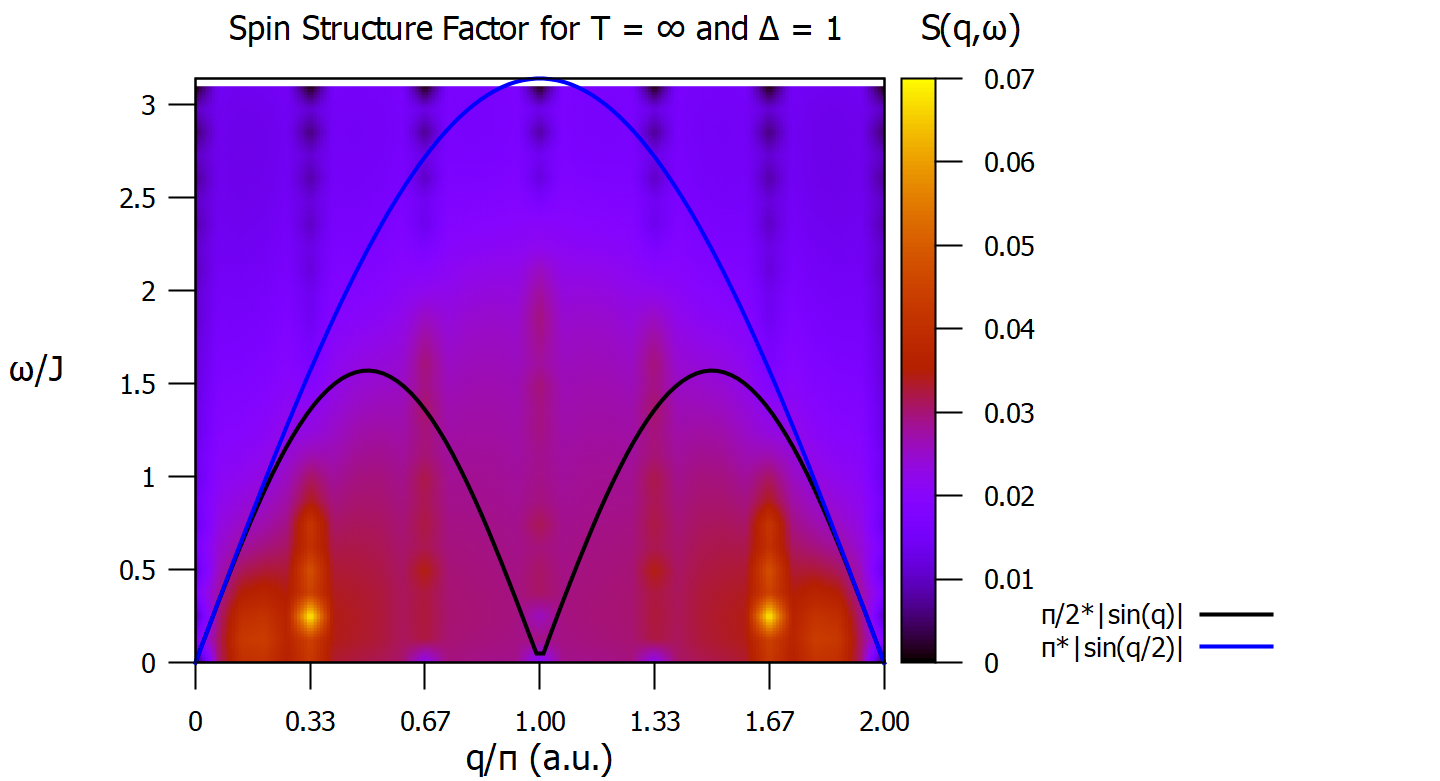 Spin Structure Factor for T = ∞ and Δ = 1
S(q,ω)
0.07
0.06
0.05
0.04
0.03
0.02
0.01
0
3
2.5
2
1.5
1
0.5
0
ω/J
0 0.33 0.67 1.00 1.33 1.67 2.00
q/π (a.u.)
π/2*|sin(q)|
π*|sin(q/2)|